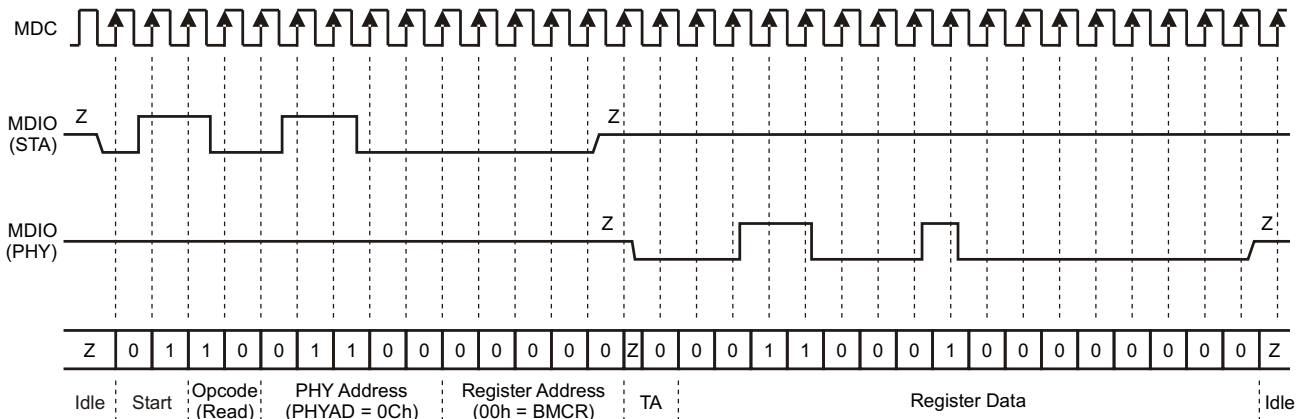 MDC
Z
Z
MDIO
(STA)
Z
Z
MDIO
(PHY)
Z 0 1 1 0 0 1 1 0 0 0 0 0 0 0 Z 0 0 0 1 1 0 0 0 1 0 0 0 0 0 0 0 0 Z
Idle Start Opcode (Read) PHY Address (PHYAD = 0Ch) Register Address (00h = BMCR) TA Register Data Idle